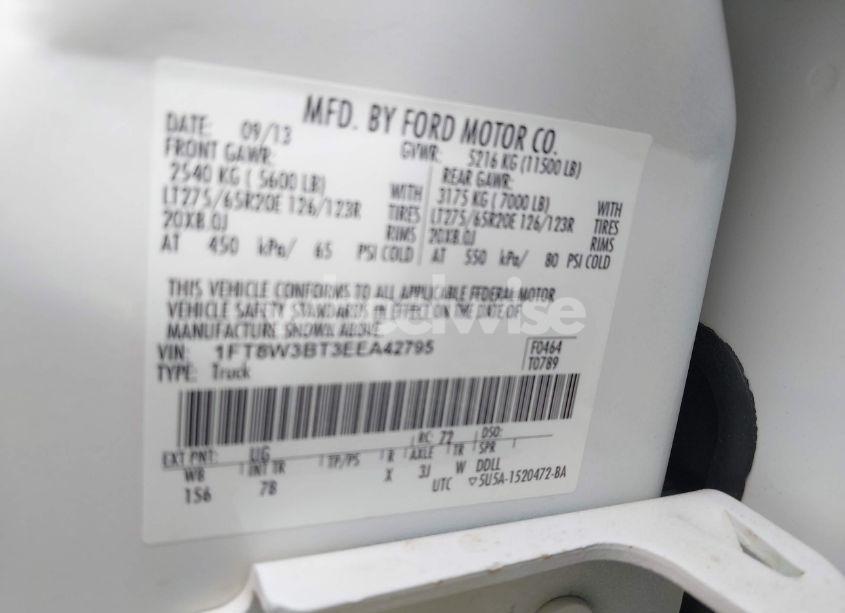 MFD. BY FORD MOTOR CO.
DATE: 09/13 GVWR: 5216 KG (11500 LB)
FRONT GAWR: REAR GAWR:
2540 KG ( 5600 LB) WITH 3175 KG ( 7000 LB) WITH
LT275/65R20E 126/123R TIRES LT275/65R20E 126/123R TIRES
20X8.0J RIMS 20X8.0J RIMS
AT 450 kPa/ 65 PSI COLD AT 550 kPa/ 80 PSI COLD
THIS VEHICLE CONFORMS TO ALL APPLICABLE FEDERAL MOTOR
VEHICLE SAFETY STANDARDS IN EFFECT ON THE DATE OF
MANUFACTURE SHOWN ABOVE.
VIN: 1FT8W3BT3EEA42795 F0464
TYPE: Truck T0789
EXT PNT: UG RC: 72 DSO:
WB INT TR TP/PS R AXLE TR SPR
156 7B X 3J W DDLL
UTC ▽5U5A-1520472-BA